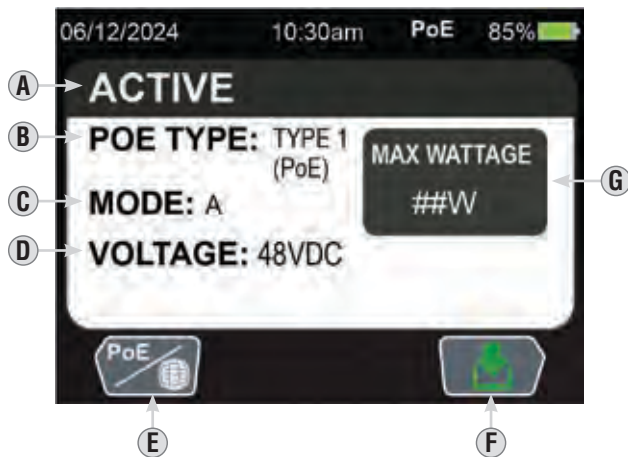 06/12/2024 10:30am PoE 85%
A ACTIVE
B POE TYPE: TYPE 1
(PoE)
MAX WATTAGE
G
C MODE: A
##W
D VOLTAGE: 48VDC
PoE
E F